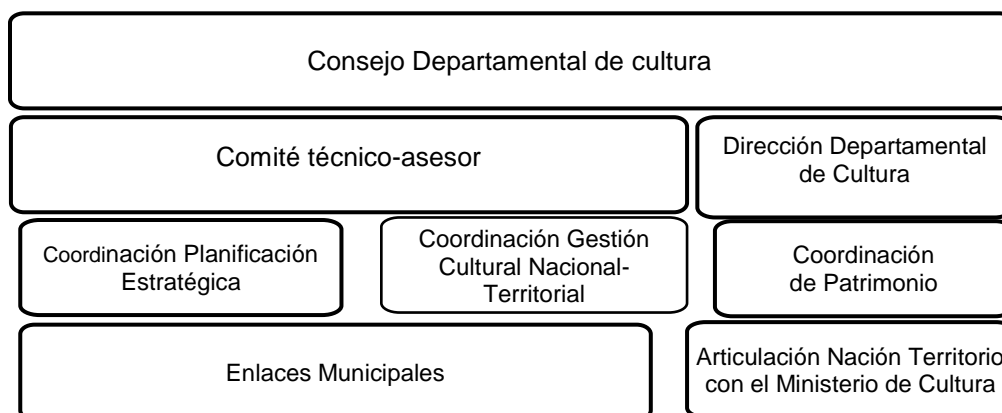 Consejo Departamental de cultura
Comité técnico-asesor
Dirección Departamental
de Cultura
Coordinación Planificación
Estratégica
Coordinación Gestión
Cultural Nacional-
Territorial
Coordinación
de Patrimonio
Enlaces Municipales
Articulación Nación Territorio
con el Ministerio de Cultura